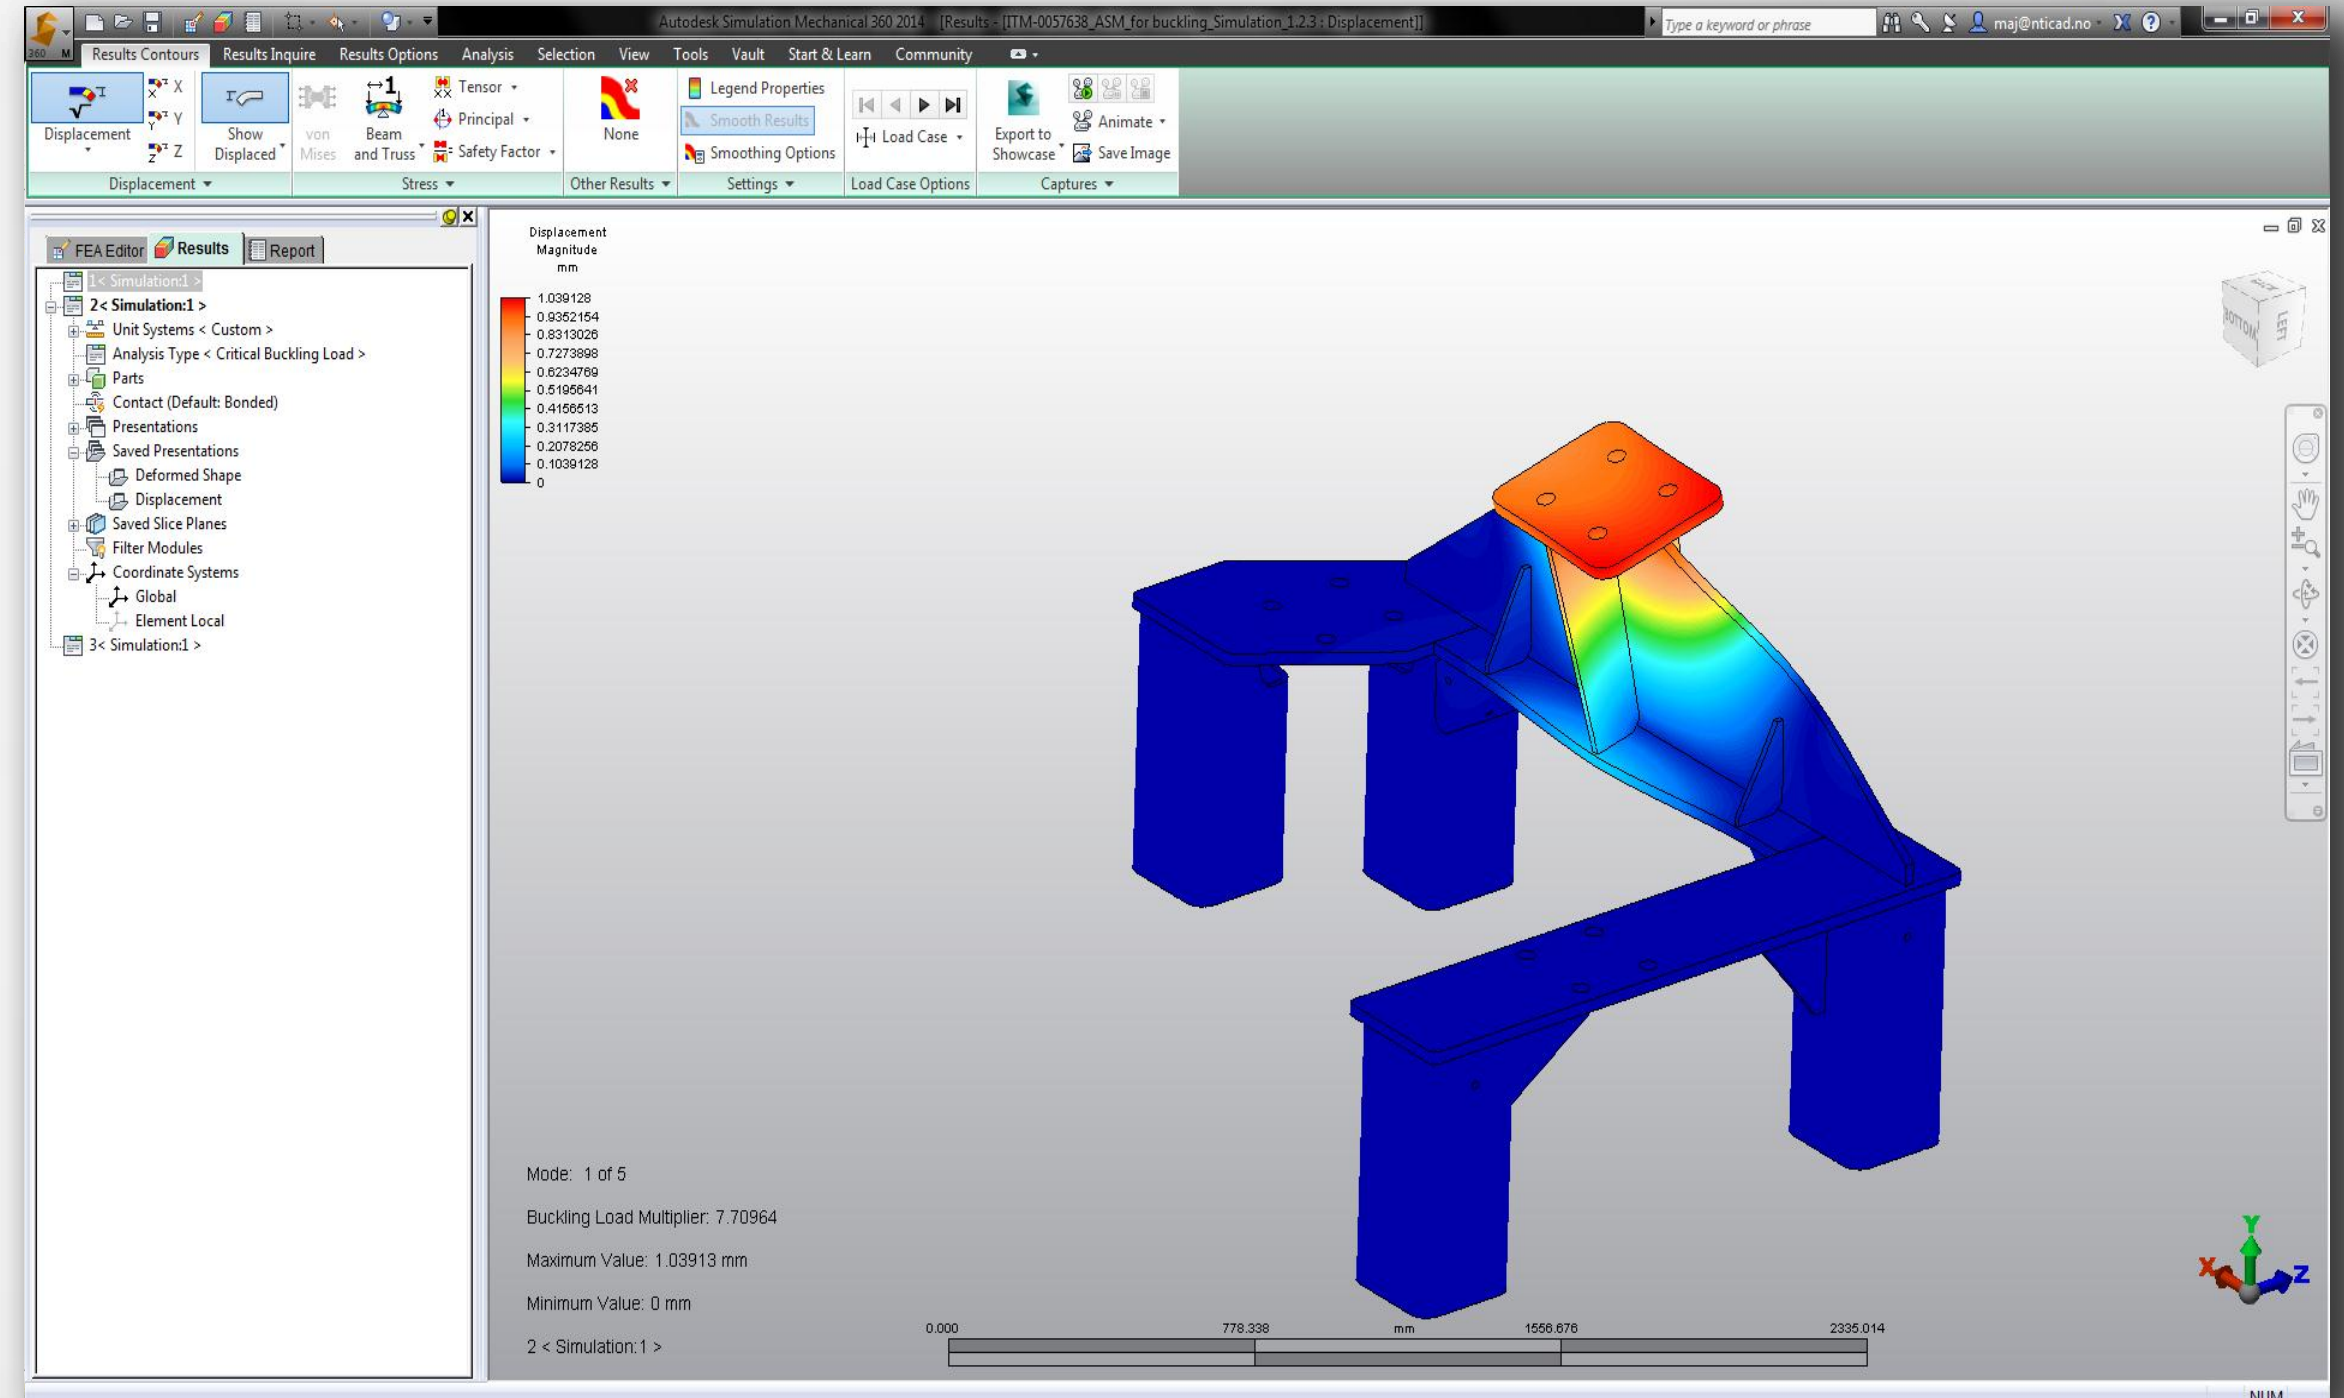 Autodesk Simulation Mechanical 360 2014 [Results - [ITM-0057638_ASM_for buckling_Simulation_1.2.3 : Displacement]]
Type a keyword or phrase
maj@nticad.no
360 M
Results Contours Results Inquire Results Options Analysis Selection View Tools Vault Start & Learn Community
Displacement
X
Y
Z
Show Displaced
von Mises
Beam and Truss
Tensor
Principal
Safety Factor
None
Legend Properties
Smooth Results
Smoothing Options
Load Case
Export to Showcase
Animate
Save Image
Displacement Stress Other Results Settings Load Case Options Captures
FEA Editor Results Report
1< Simulation:1 >
2< Simulation:1 >
Unit Systems < Custom >
Analysis Type < Critical Buckling Load >
Parts
Contact (Default: Bonded)
Presentations
Saved Presentations
Deformed Shape
Displacement
Saved Slice Planes
Filter Modules
Coordinate Systems
Global
Element Local
3< Simulation:1 >
Displacement
Magnitude
mm
1.039128
0.9352154
0.8313026
0.7273898
0.6234769
0.5195641
0.4156513
0.3117385
0.2078256
0.1039128
0
BACK
BOTTOM
LEFT
Mode: 1 of 5
Buckling Load Multiplier: 7.70964
Maximum Value: 1.03913 mm
Minimum Value: 0 mm
2 < Simulation:1 >
0.000 778.338 mm 1556.676 2335.014
Y
X
Z
NUM